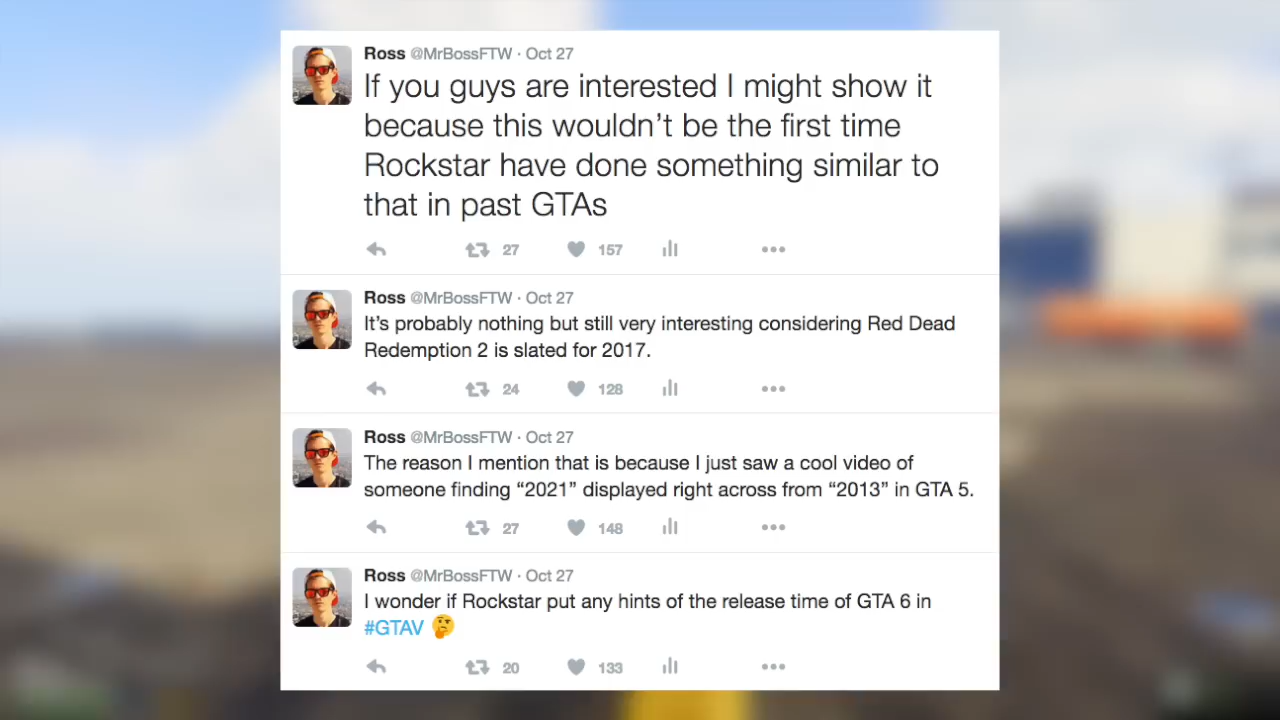 Ross @MrBossFTW · Oct 27
If you guys are interested I might show it
because this wouldn’t be the first time
Rockstar have done something similar to
that in past GTAs
27 157
Ross @MrBossFTW · Oct 27
It’s probably nothing but still very interesting considering Red Dead
Redemption 2 is slated for 2017.
24 128
Ross @MrBossFTW · Oct 27
The reason I mention that is because I just saw a cool video of
someone finding “2021” displayed right across from “2013” in GTA 5.
27 148
Ross @MrBossFTW · Oct 27
I wonder if Rockstar put any hints of the release time of GTA 6 in
#GTAV 🤔
20 133